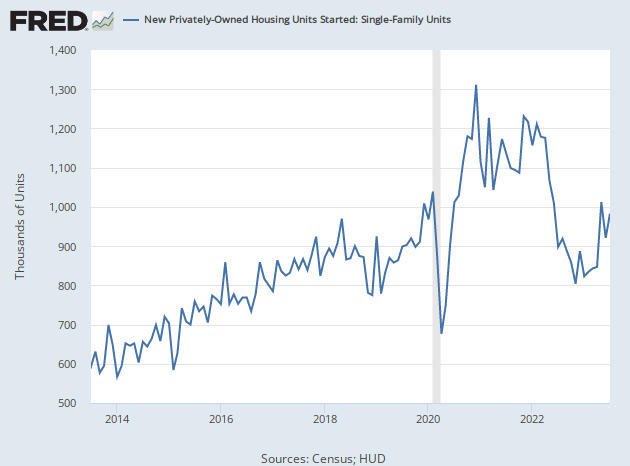 FRED
New Privately-Owned Housing Units Started: Single-Family Units
Thousands of Units
1,400
1,300
1,200
1,100
1,000
900
800
700
600
500
2014 2016 2018 2020 2022
Sources: Census; HUD